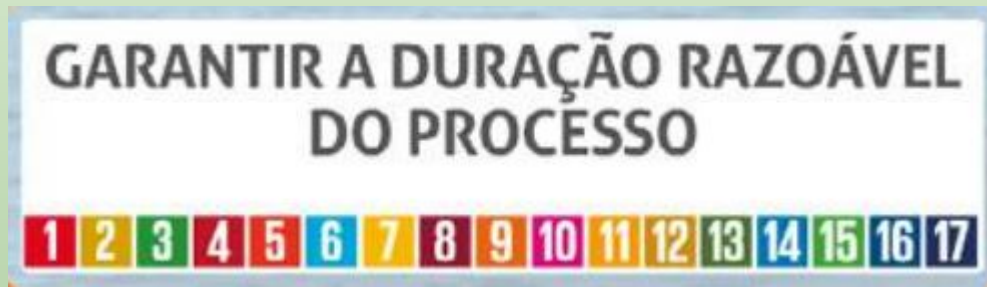 GARANTIR A DURAÇÃO RAZOÁVEL
DO PROCESSO
1 2 3 4 5 6 7 8 9 10 11 12 13 14 15 16 17